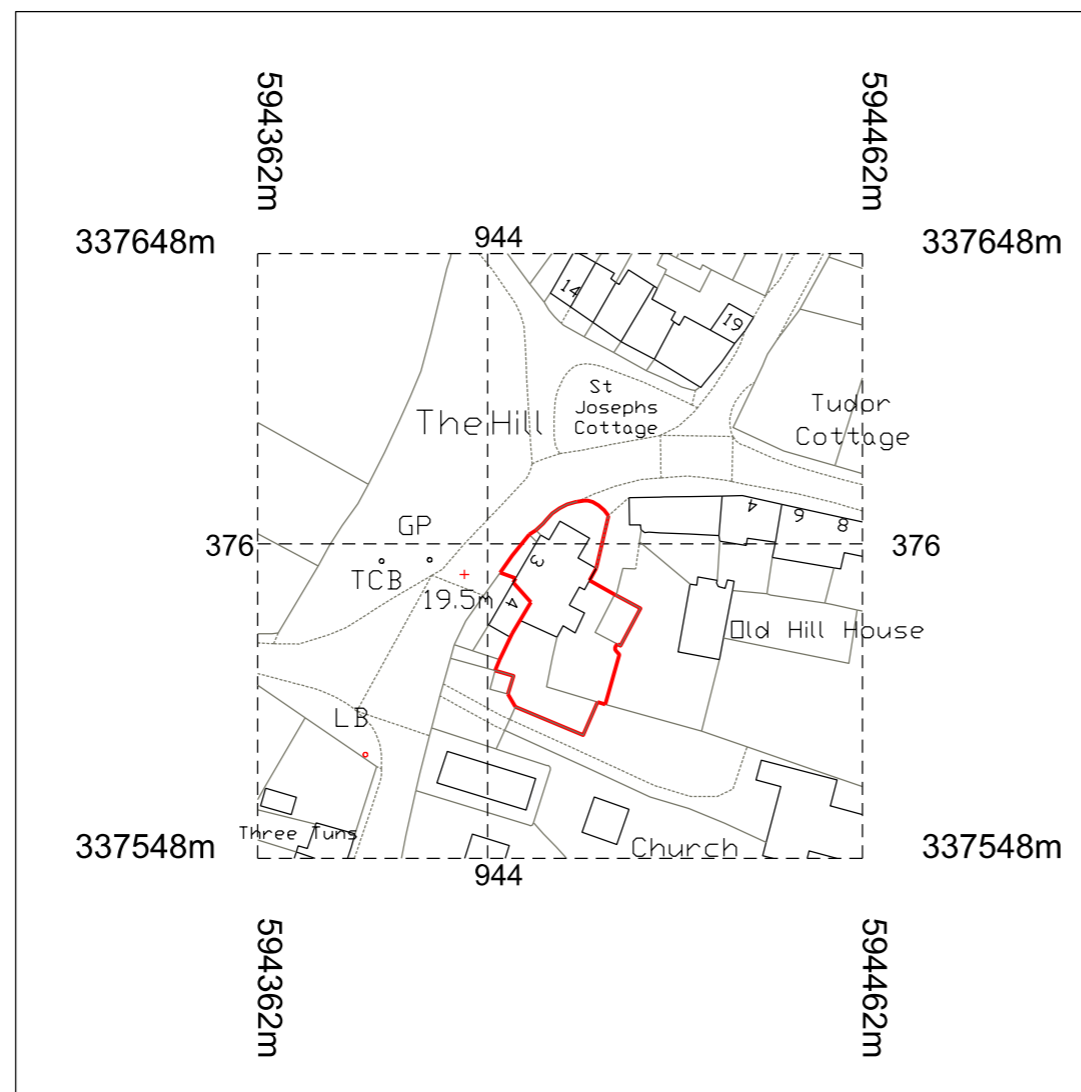 594362m
594462m
337648m
944
337648m
14
19
St
Josephs
Cottage
Tudor
Cottage
The Hill
4
6
8
GP
376
376
3
TCB
19.5m
4
Old Hill House
LB
Three Tuns
Church
337548m
944
337548m
594362m
594462m